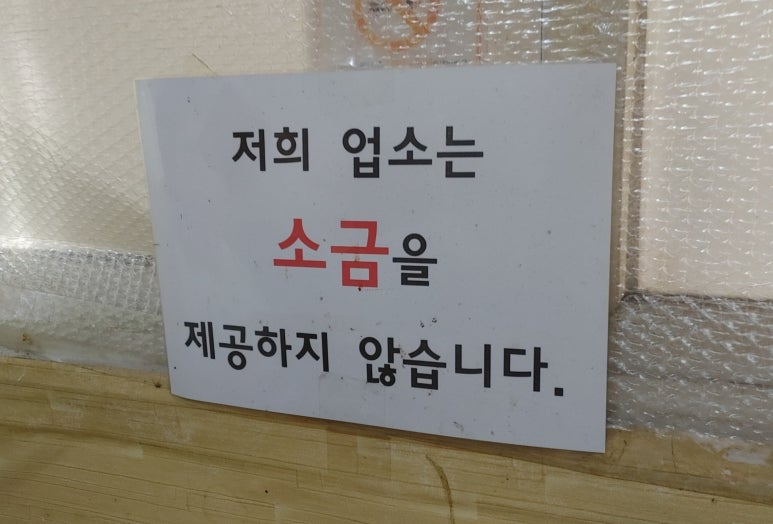 저희 업소는
소금을
제공하지 않습니다.